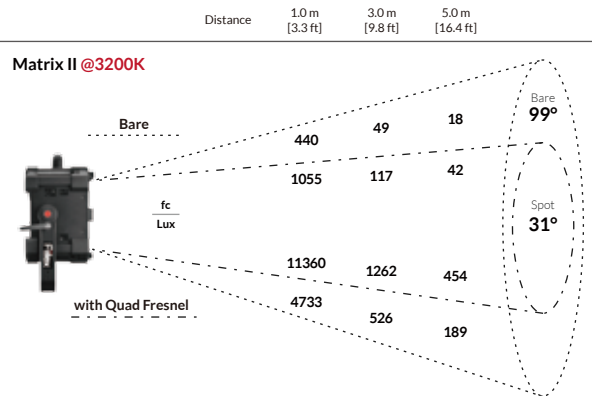 Distance 1.0 m 3.0 m 5.0 m
[3.3 ft] [9.8 ft] [16.4 ft]
Matrix II @3200K
Bare
99°
Bare
440 49 18
1055 117 42
fc
Lux
Spot
31°
11360 1262 454
with Quad Fresnel
4733 526 189